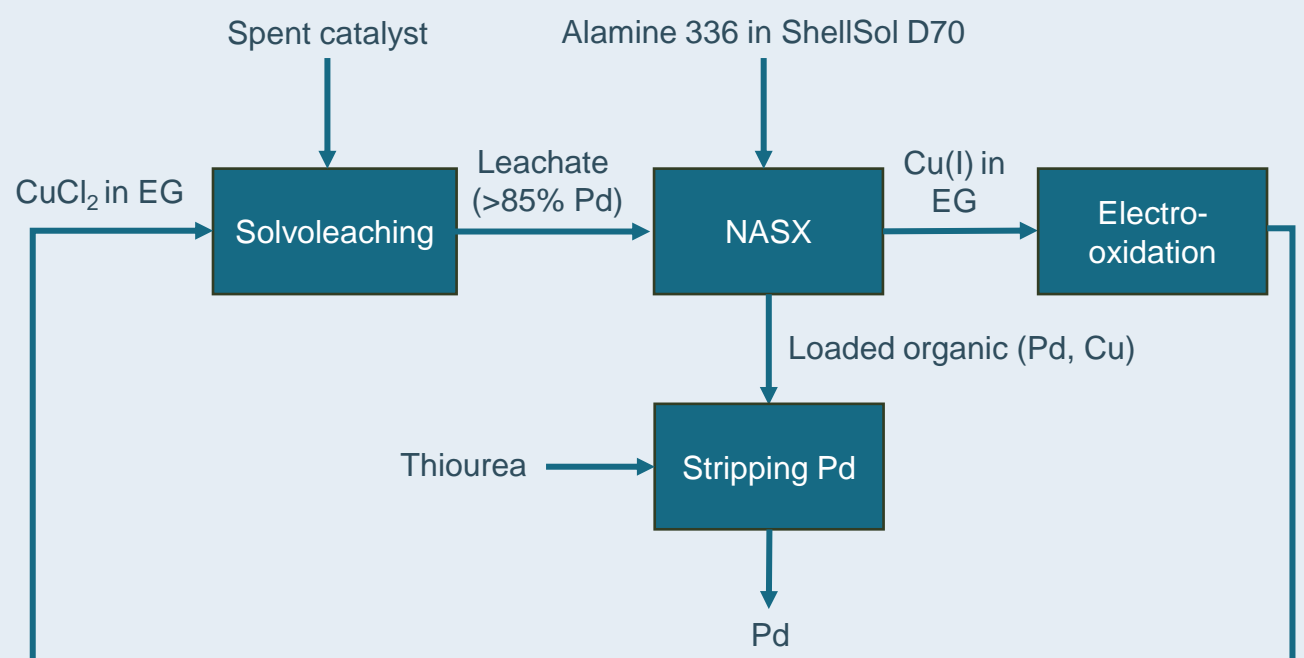 Spent catalyst
Alamine 336 in ShellSol D70
CuCl₂ in EG
Solvoleaching
Leachate
(>85% Pd)
NASX
Cu(I) in
EG
Electro-
oxidation
Loaded organic (Pd, Cu)
Thiourea
Stripping Pd
Pd